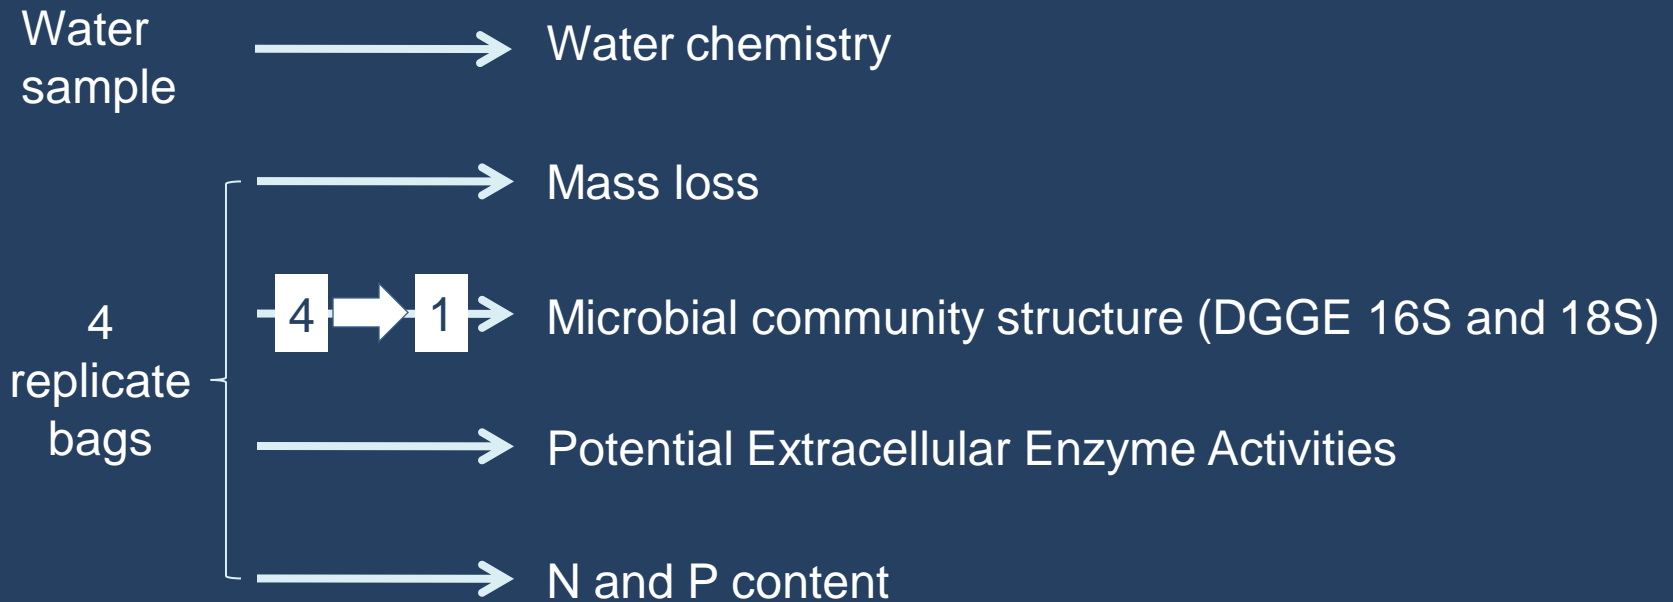 Water
sample
Water chemistry
Mass loss
4
replicate
bags
4 1
Microbial community structure (DGGE 16S and 18S)
Potential Extracellular Enzyme Activities
N and P content